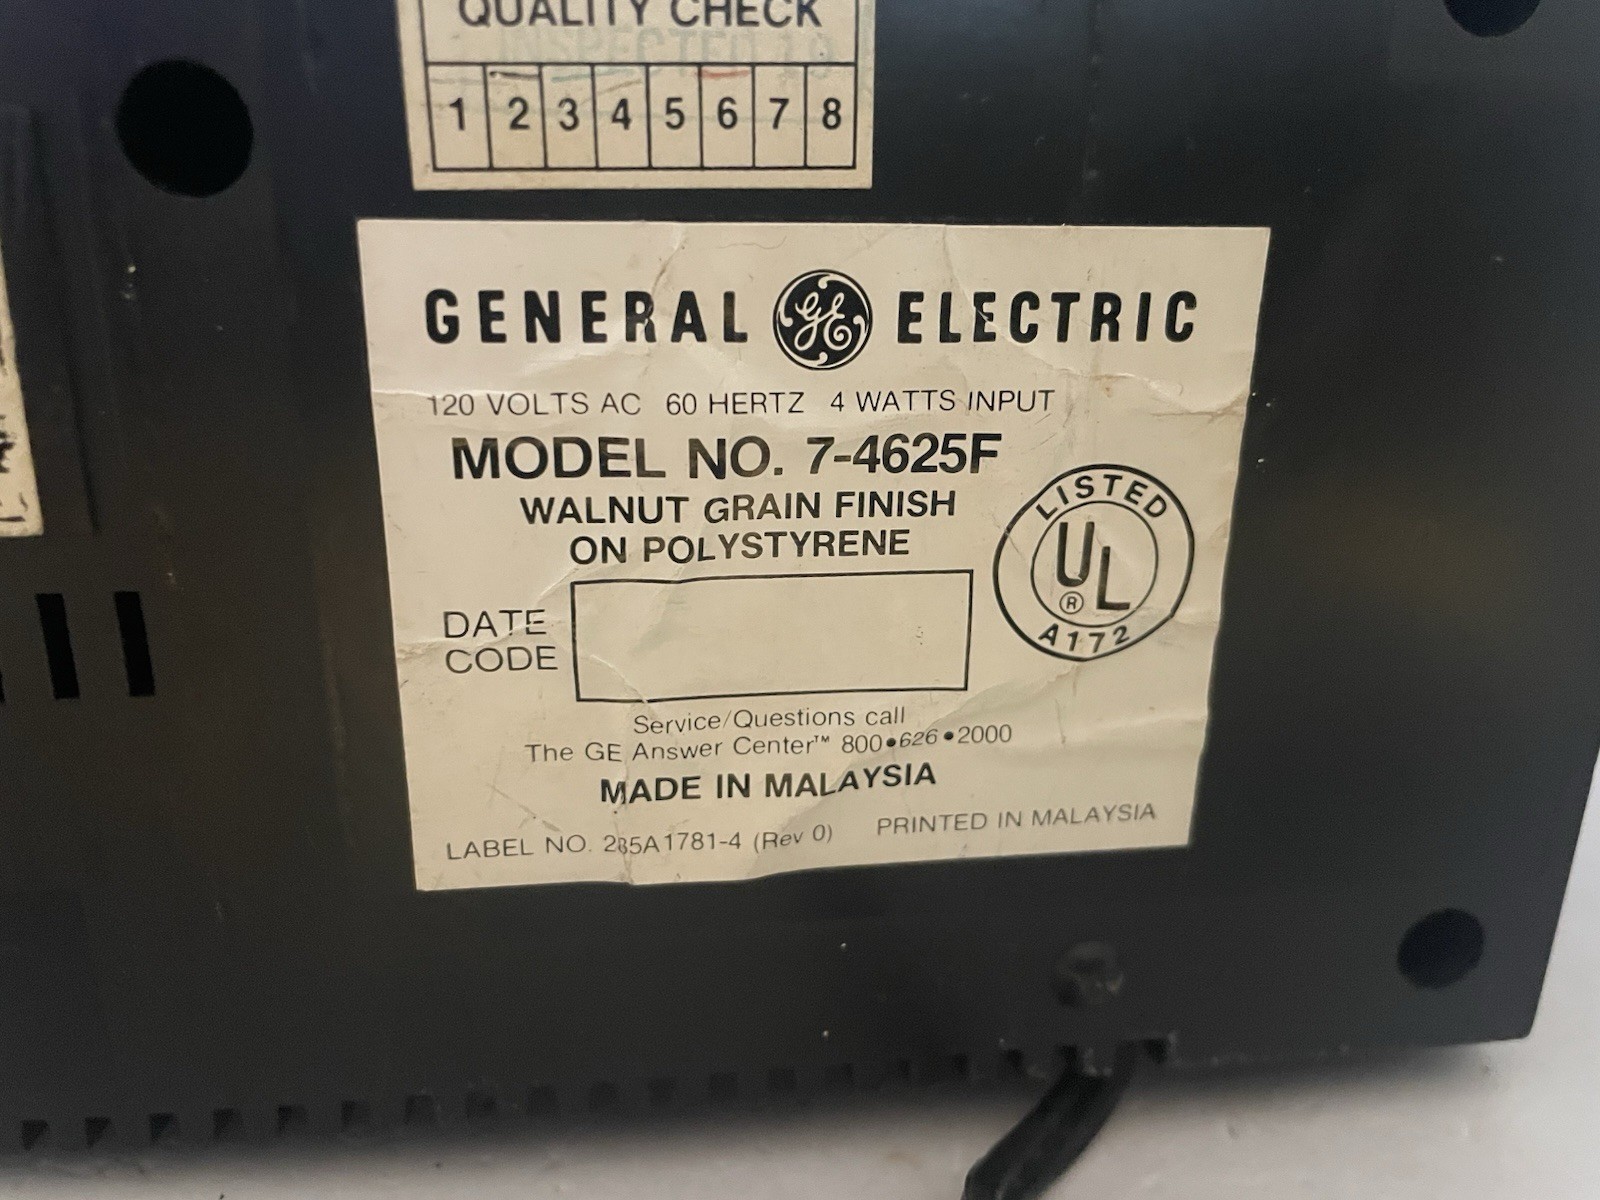 QUALITY CHECK
INSPECTED
1 2 3 4 5 6 7 8
GENERAL GE ELECTRIC
120 VOLTS AC 60 HERTZ 4 WATTS INPUT
MODEL NO. 7-4625F
WALNUT GRAIN FINISH
ON POLYSTYRENE
LISTED
UL
®
A172
DATE
CODE
Service/Questions call
The GE Answer Center™ 800•626•2000
MADE IN MALAYSIA
LABEL NO. 285A1781-4 (Rev 0) PRINTED IN MALAYSIA